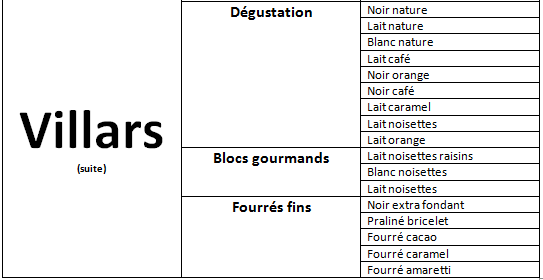 Villars
(suite)
Dégustation
Noir nature
Lait nature
Blanc nature
Lait café
Noir orange
Noir café
Lait caramel
Lait noisettes
Lait orange
Blocs gourmands
Lait noisettes raisins
Blanc noisettes
Lait noisettes
Fourrés fins
Noir extra fondant
Praliné bricelet
Fourré cacao
Fourré caramel
Fourré amaretti